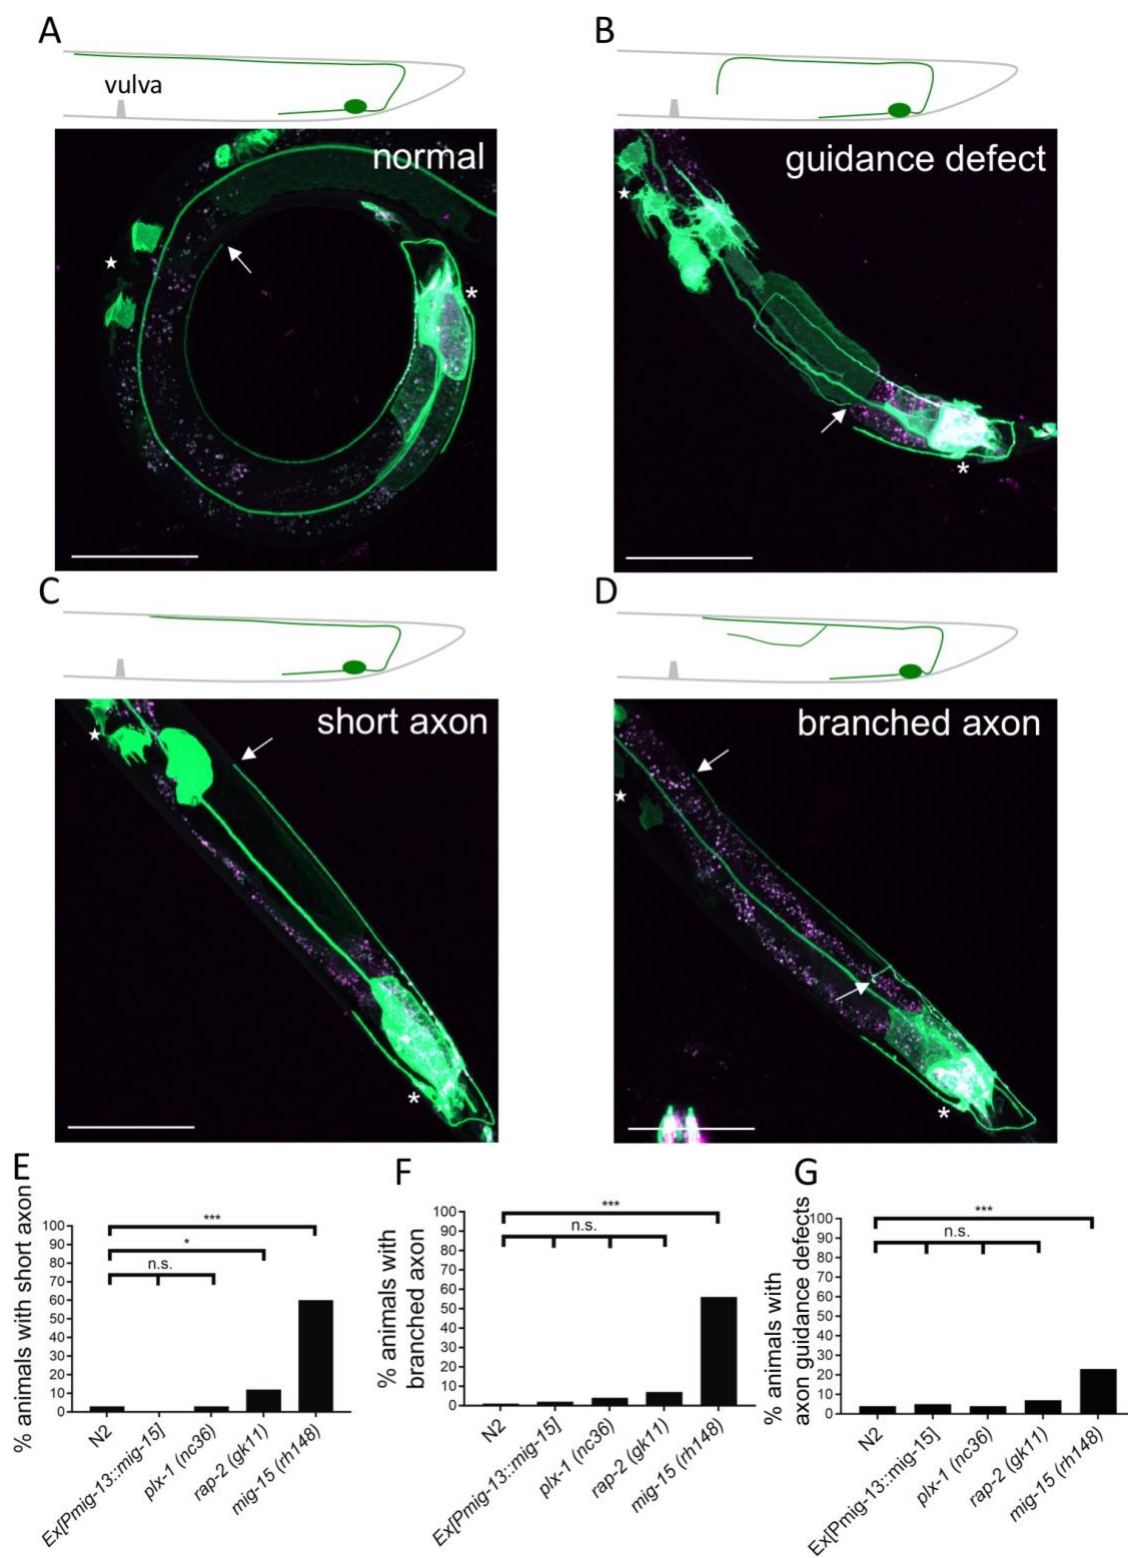 A
B
vulva
normal
guidance defect
C
D
short axon
branched axon
E
F
G
% animals with short axon
100
90
80
70
60
50
40
30
20
10
0
***
*
n.s.
N2
Ex[Pmig-13::mig-15]
plx-1 (nc36)
rap-2 (gk11)
mig-15 (rh148)
% animals with
branched axon
100
90
80
70
60
50
40
30
20
10
0
***
n.s.
N2
Ex[Pmig-13::mig-15]
plx-1 (nc36)
rap-2 (gk11)
mig-15 (rh148)
% animals with
axon guidance defects
100
90
80
70
60
50
40
30
20
10
0
***
n.s.
N2
Ex[Pmig-13::mig-15]
plx-1 (nc36)
rap-2 (gk11)
mig-15 (rh148)